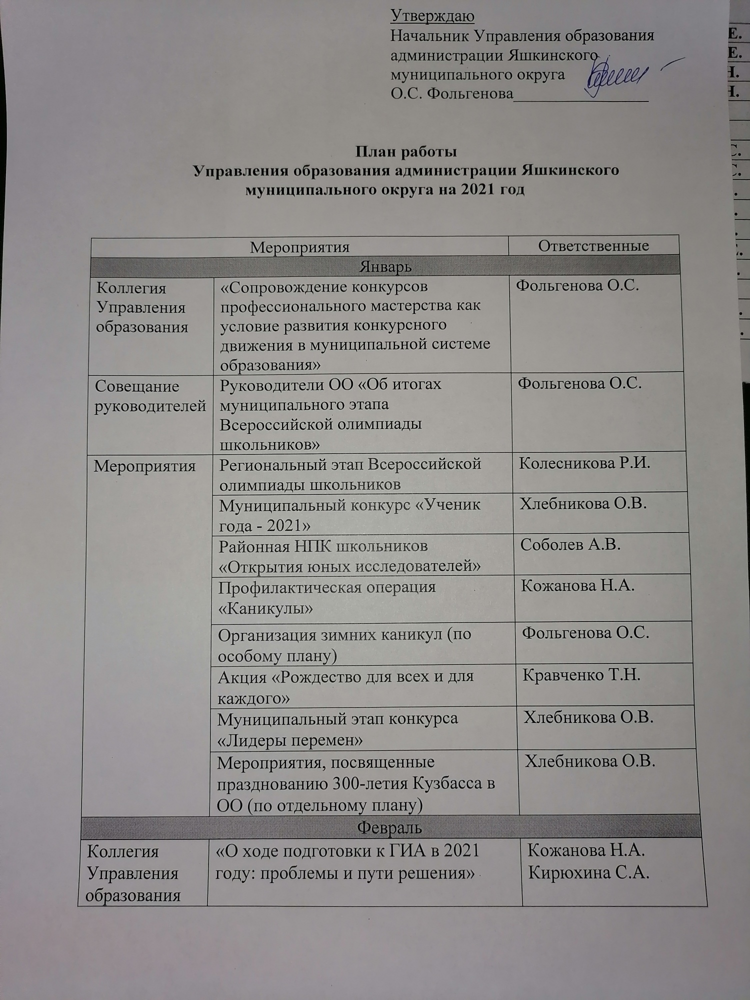 Утверждаю
Начальник Управления образования
администрации Яшкинского
муниципального округа
О.С. Фольгенова
План работы
Управления образования администрации Яшкинского
муниципального округа на 2021 год
Мероприятия Ответственные
Январь
Коллегия
Управления
образования
«Сопровождение конкурсов
профессионального мастерства как
условие развития конкурсного
движения в муниципальной системе
образования»
Фольгенова О.С.
Совещание
руководителей
Руководители ОО «Об итогах
муниципального этапа
Всероссийской олимпиады
школьников»
Фольгенова О.С.
Мероприятия
Региональный этап Всероссийской
олимпиады школьников
Колесникова Р.И.
Муниципальный конкурс «Ученик
года - 2021»
Хлебникова О.В.
Районная НПК школьников
«Открытия юных исследователей»
Соболев А.В.
Профилактическая операция
«Каникулы»
Кожанова Н.А.
Организация зимних каникул (по
особому плану)
Фольгенова О.С.
Акция «Рождество для всех и для
каждого»
Кравченко Т.Н.
Муниципальный этап конкурса
«Лидеры перемен»
Хлебникова О.В.
Мероприятия, посвященные
празднованию 300-летия Кузбасса в
ОО (по отдельному плану)
Хлебникова О.В.
Февраль
Коллегия
Управления
образования
«О ходе подготовки к ГИА в 2021
году: проблемы и пути решения»
Кожанова Н.А.
Кирюхина С.А.